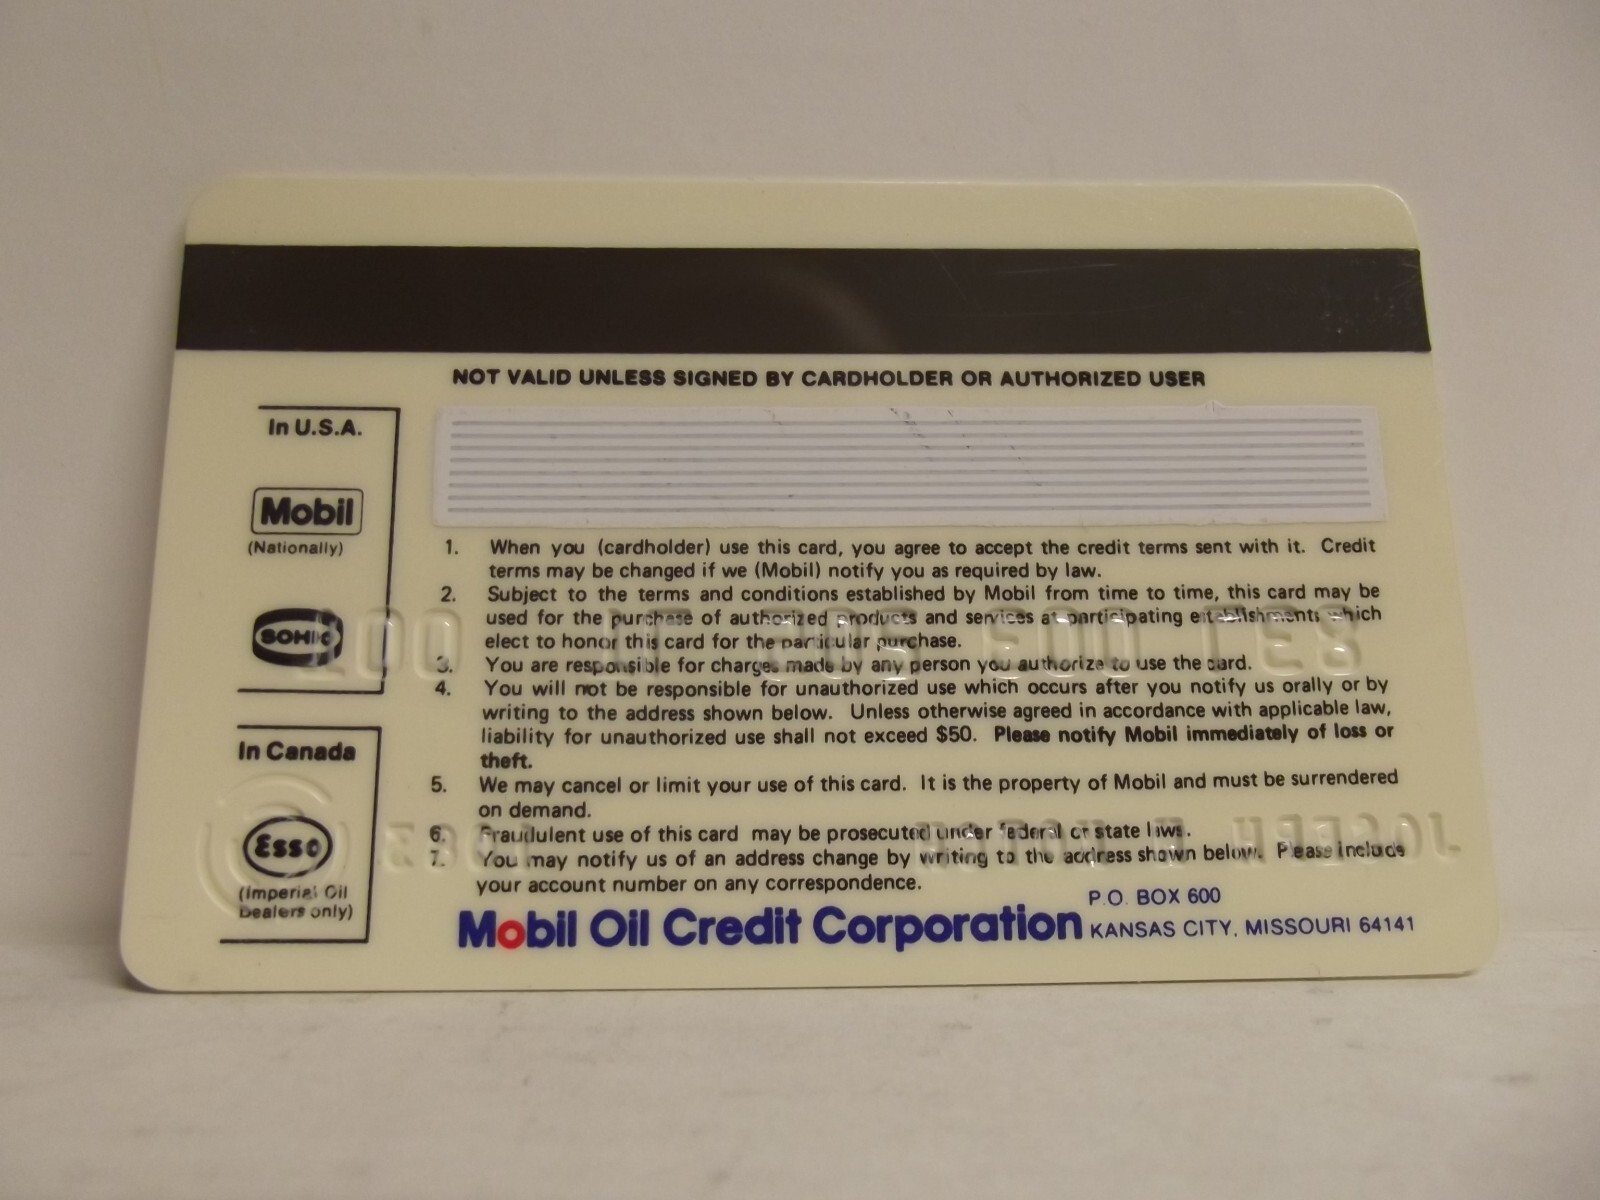 NOT VALID UNLESS SIGNED BY CARDHOLDER OR AUTHORIZED USER
In U.S.A.
Mobil
(Nationally)
SOHIO
In Canada
Esso
(Imperial Oil
Dealers only)
1. When you (cardholder) use this card, you agree to accept the credit terms sent with it. Credit
terms may be changed if we (Mobil) notify you as required by law.
2. Subject to the terms and conditions established by Mobil from time to time, this card may be
used for the purchase of authorized products and services at participating establishments which
elect to honor this card for the particular purchase.
3. You are responsible for charges made by any person you authorize to use the card.
4. You will not be responsible for unauthorized use which occurs after you notify us orally or by
writing to the address shown below. Unless otherwise agreed in accordance with applicable law,
liability for unauthorized use shall not exceed $50. Please notify Mobil immediately of loss or
theft.
5. We may cancel or limit your use of this card. It is the property of Mobil and must be surrendered
on demand.
6. Fraudulent use of this card may be prosecuted under federal or state laws.
7. You may notify us of an address change by writing to the address shown below. Please include
your account number on any correspondence.
Mobil Oil Credit Corporation
P.O. BOX 600
KANSAS CITY, MISSOURI 64141